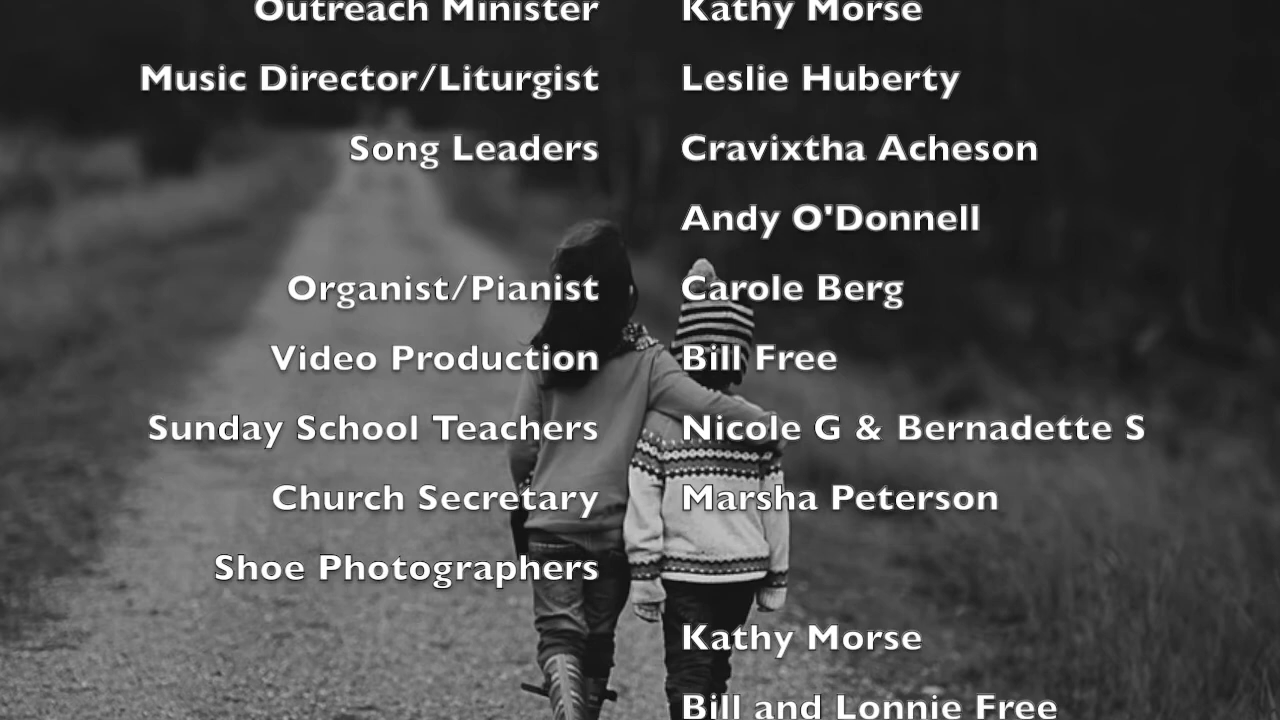 Outreach Minister Kathy Morse
Music Director/Liturgist Leslie Huberty
Song Leaders Cravixtha Acheson
Andy O'Donnell
Organist/Pianist Carole Berg
Video Production Bill Free
Sunday School Teachers Nicole G & Bernadette S
Church Secretary Marsha Peterson
Shoe Photographers
Kathy Morse
Bill and Lonnie Free